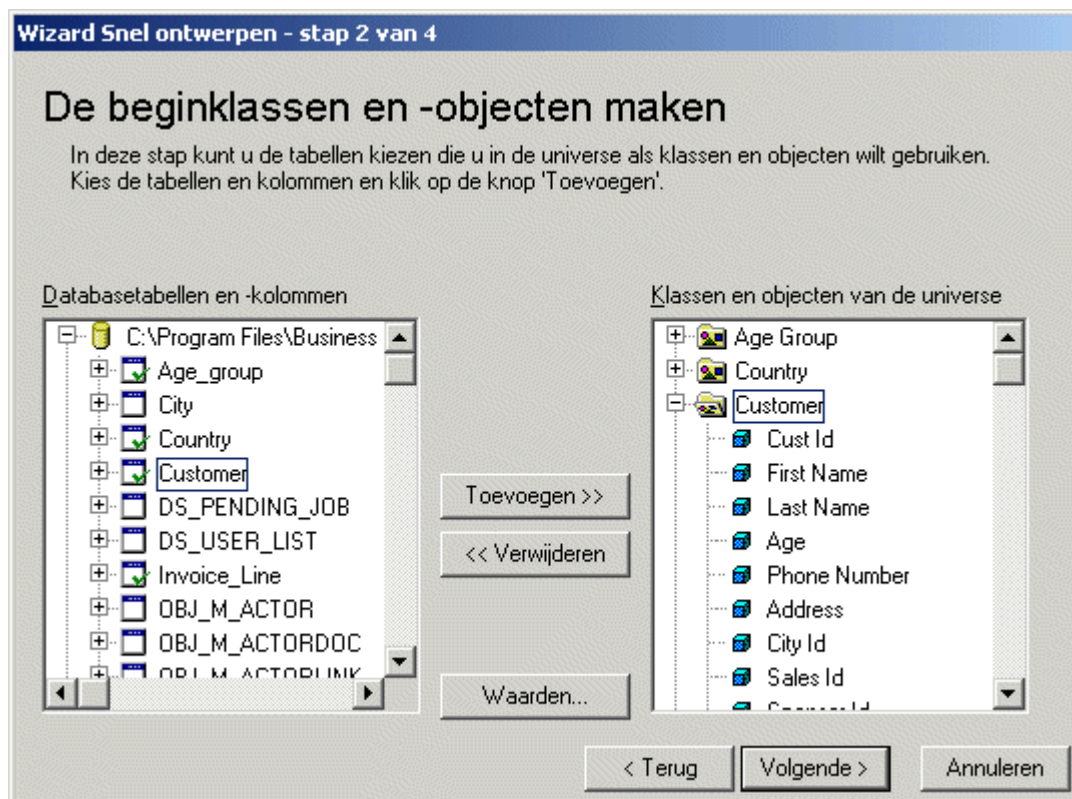 Wizard Snel ontwerpen - stap 2 van 4
De beginklassen en -objecten maken
In deze stap kunt u de tabellen kiezen die u in de universe als klassen en objecten wilt gebruiken.
Kies de tabellen en kolommen en klik op de knop 'Toevoegen'.
Databasetabellen en -kolommen
C:\Program Files\Business
Age_group
City
Country
Customer
DS_PENDING_JOB
DS_USER_LIST
Invoice_Line
OBJ_M_ACTOR
OBJ_M_ACTORDOC
OBJ_M_ACTORLINK
Toevoegen >>
<< Verwijderen
Waarden...
Klassen en objecten van de universe
Age Group
Country
Customer
Cust Id
First Name
Last Name
Age
Phone Number
Address
City Id
Sales Id
Sponsor Id
< Terug
Volgende >
Annuleren